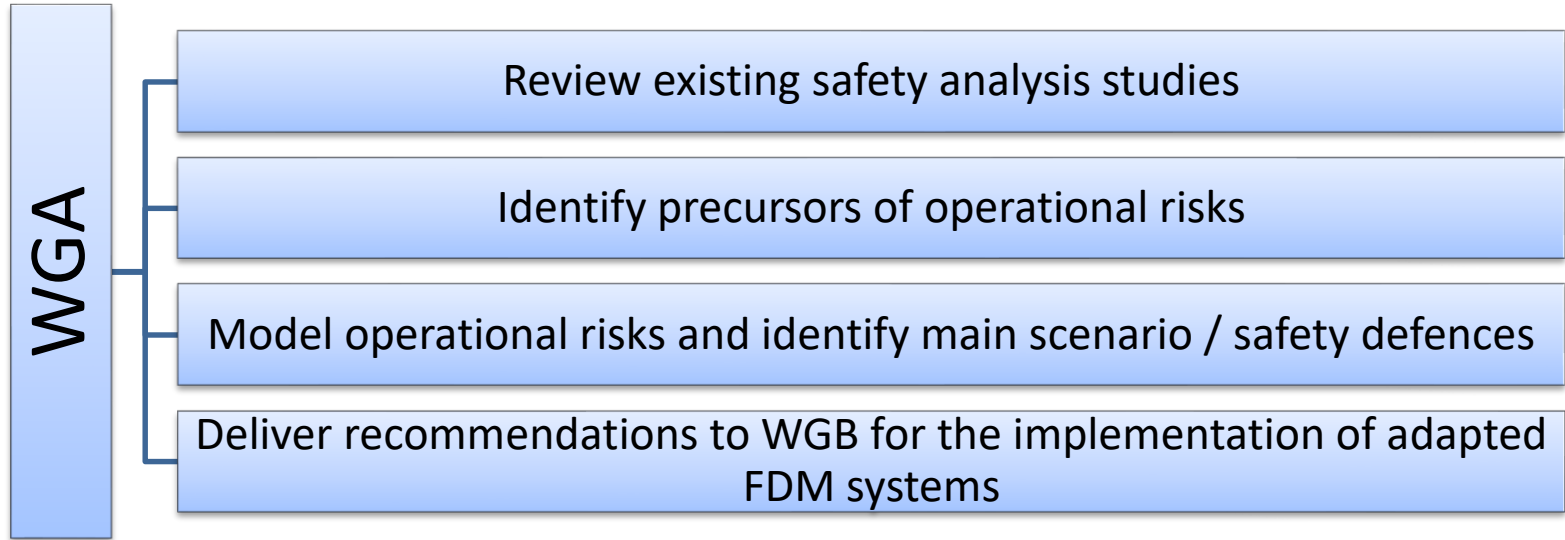 WGA
Review existing safety analysis studies
Identify precursors of operational risks
Model operational risks and identify main scenario / safety defences
Deliver recommendations to WGB for the implementation of adapted
FDM systems